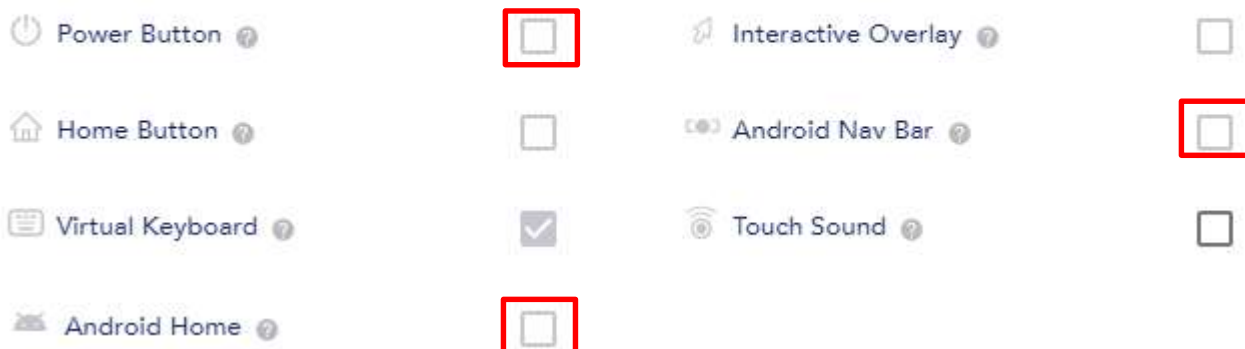 Power Button
Interactive Overlay
Home Button
Android Nav Bar
Virtual Keyboard
Touch Sound
Android Home